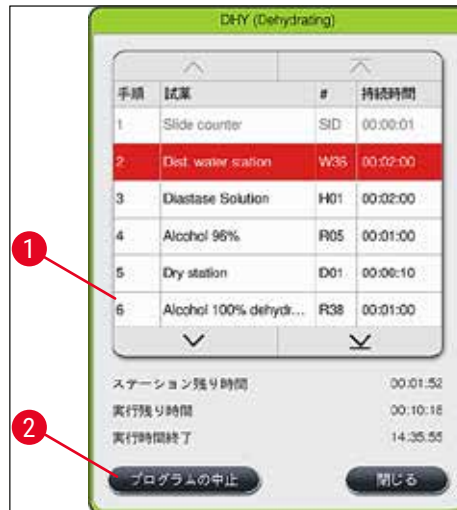 DHY (Dehydrating)
手順 試薬 # 持続時間
1 Slide counter SID 00:00:01
2 Dist. water station W36 00:02:00
3 Diastase Solution H01 00:02:00
4 Alcohol 96% R05 00:01:00
1
5 Dry station D01 00:00:10
6 Alcohol 100% dehydr... R38 00:01:00
ステーション残り時間 00:01:52
実行残り時間 00:10:18
2
実行時間終了 14:35:55
プログラムの中止 閉じる